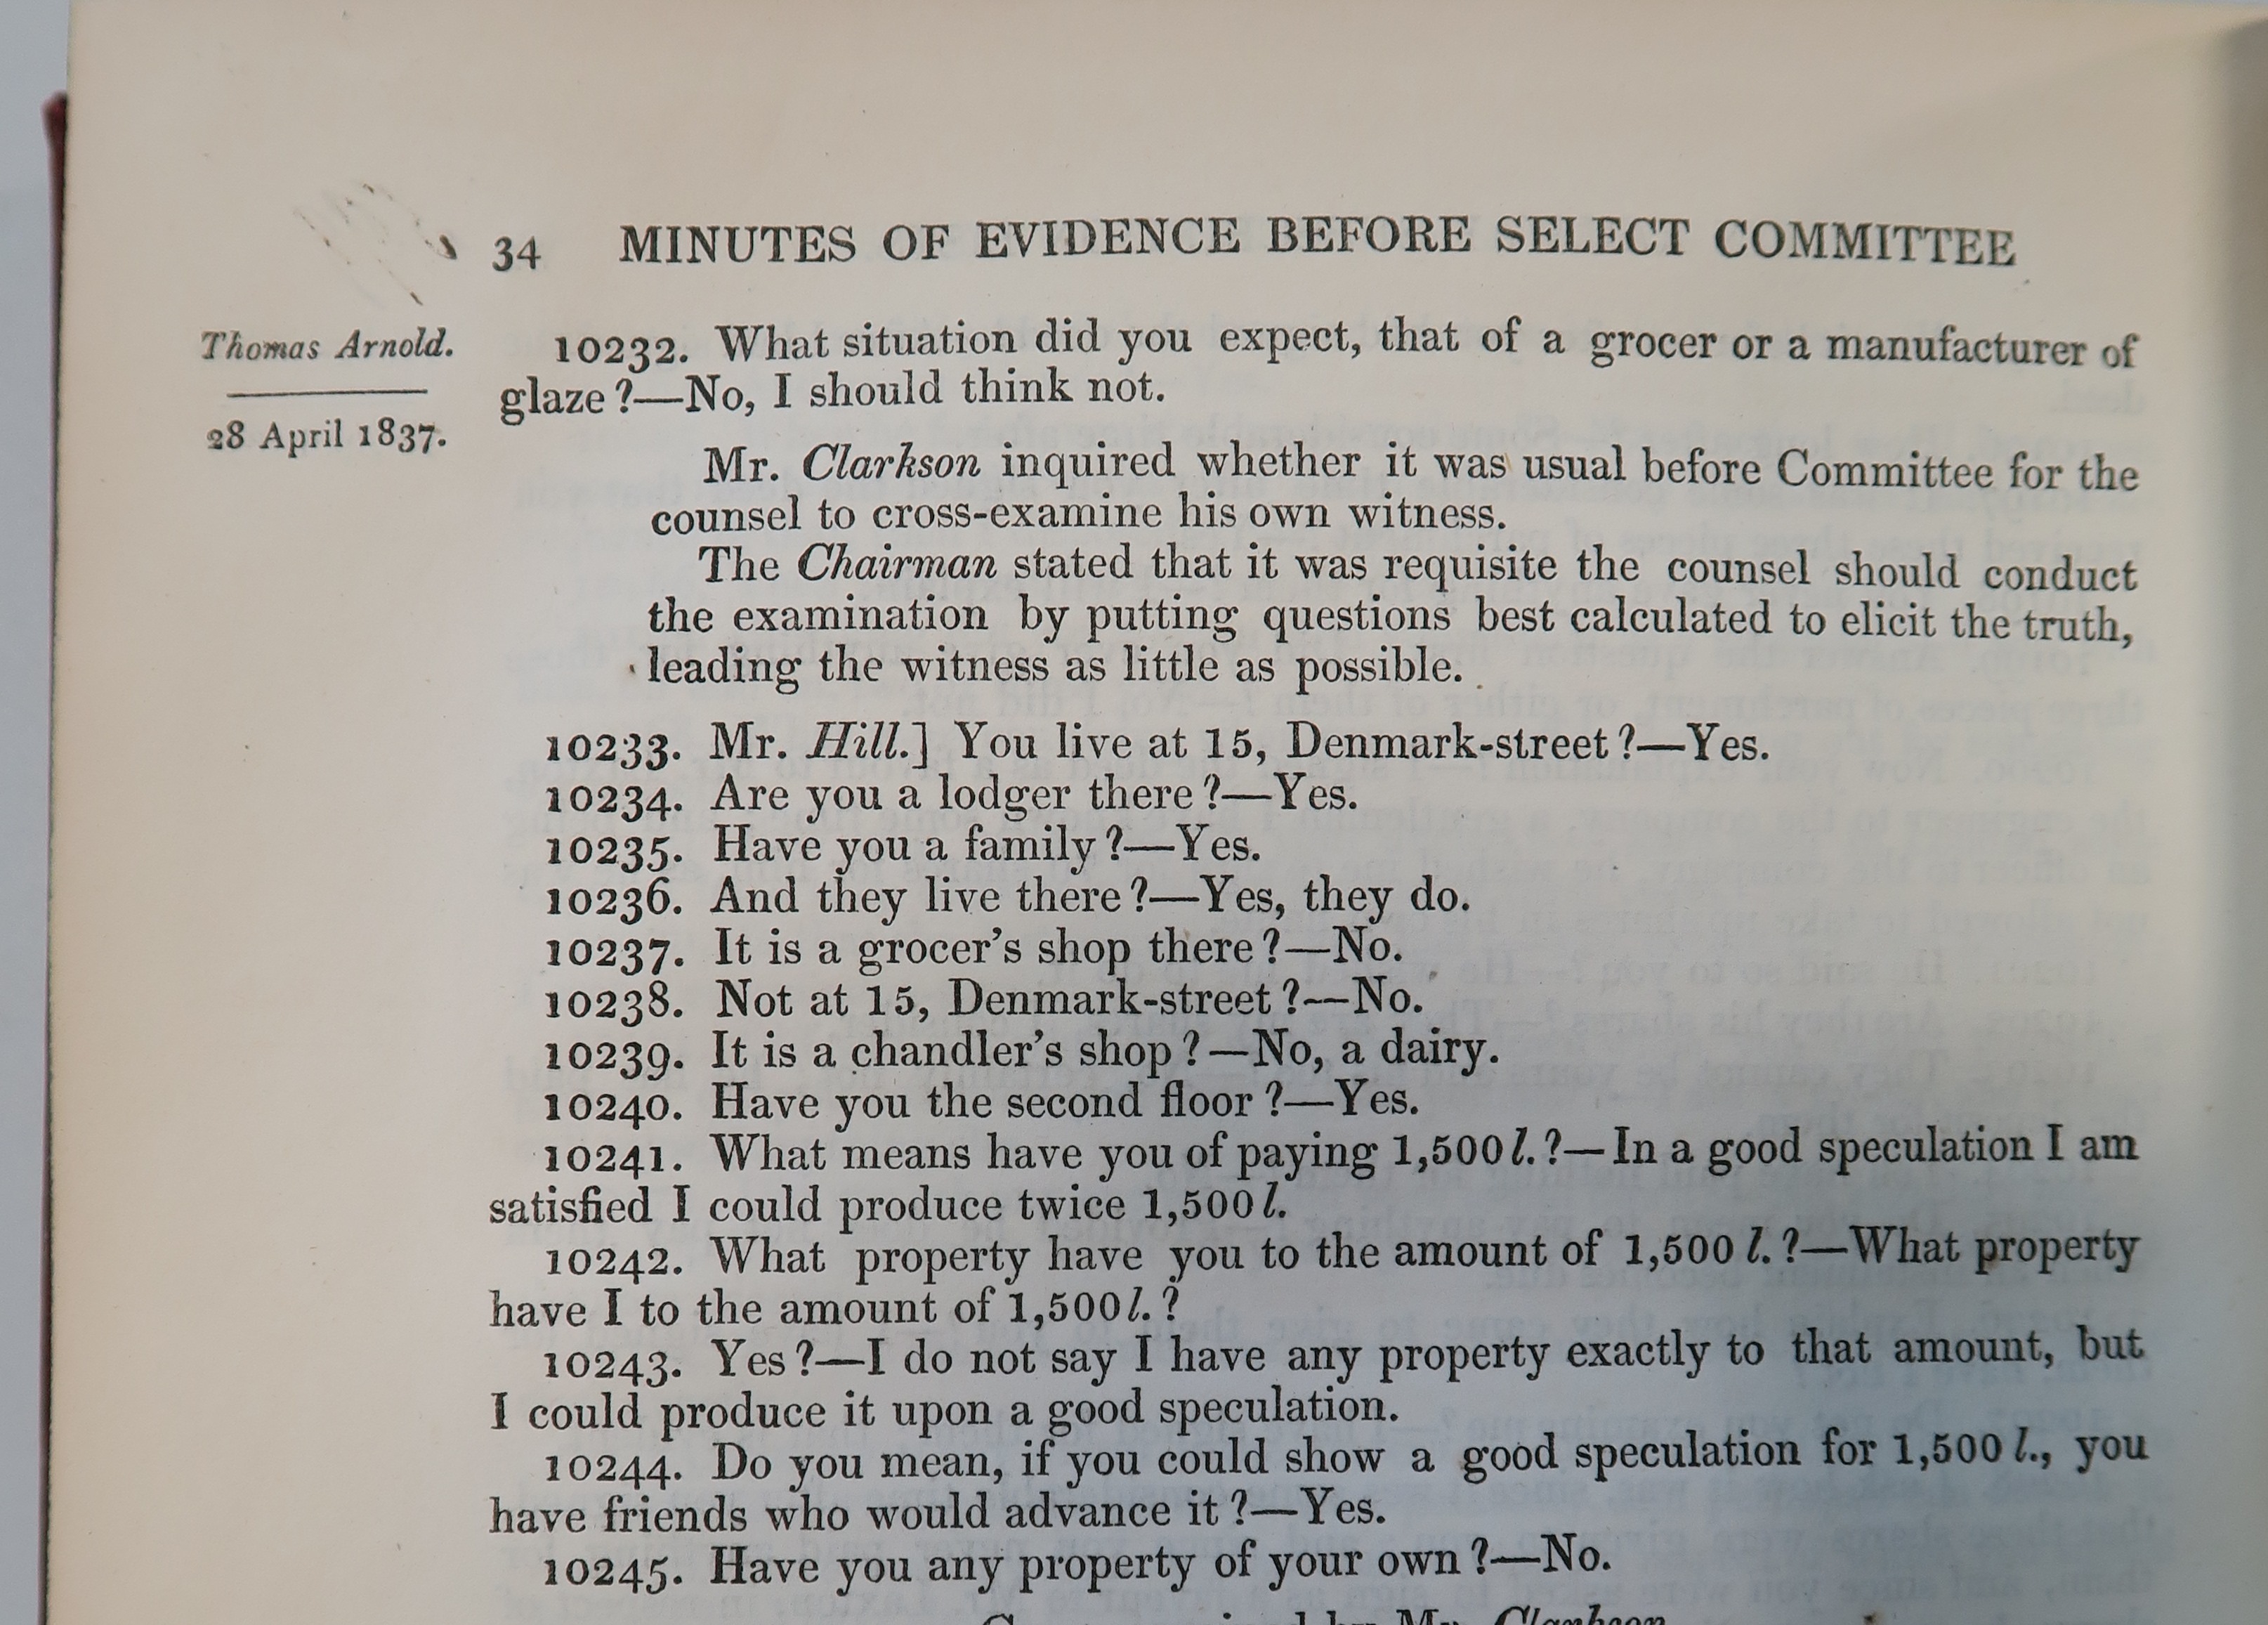 34 MINUTES OF EVIDENCE BEFORE SELECT COMMITTEE
Thomas Arnold.
28 April 1837.
10232. What situation did you expect, that of a grocer or a manufacturer of
glaze?—No, I should think not.
Mr. Clarkson inquired whether it was usual before Committee for the
counsel to cross-examine his own witness.
The Chairman stated that it was requisite the counsel should conduct
the examination by putting questions best calculated to elicit the truth,
leading the witness as little as possible.
10233. Mr. Hill.] You live at 15, Denmark-street?—Yes.
10234. Are you a lodger there?—Yes.
10235. Have you a family?—Yes.
10236. And they live there?—Yes, they do.
10237. It is a grocer's shop there?—No.
10238. Not at 15, Denmark-street?—No.
10239. It is a chandler's shop?—No, a dairy.
10240. Have you the second floor?—Yes.
10241. What means have you of paying 1,500 l.?—In a good speculation I am
satisfied I could produce twice 1,500 l.
10242. What property have you to the amount of 1,500 l.?—What property
have I to the amount of 1,500 l.?
10243. Yes?—I do not say I have any property exactly to that amount, but
I could produce it upon a good speculation.
10244. Do you mean, if you could show a good speculation for 1,500 l., you
have friends who would advance it?—Yes.
10245. Have you any property of your own?—No.
by Mr. Clarkson